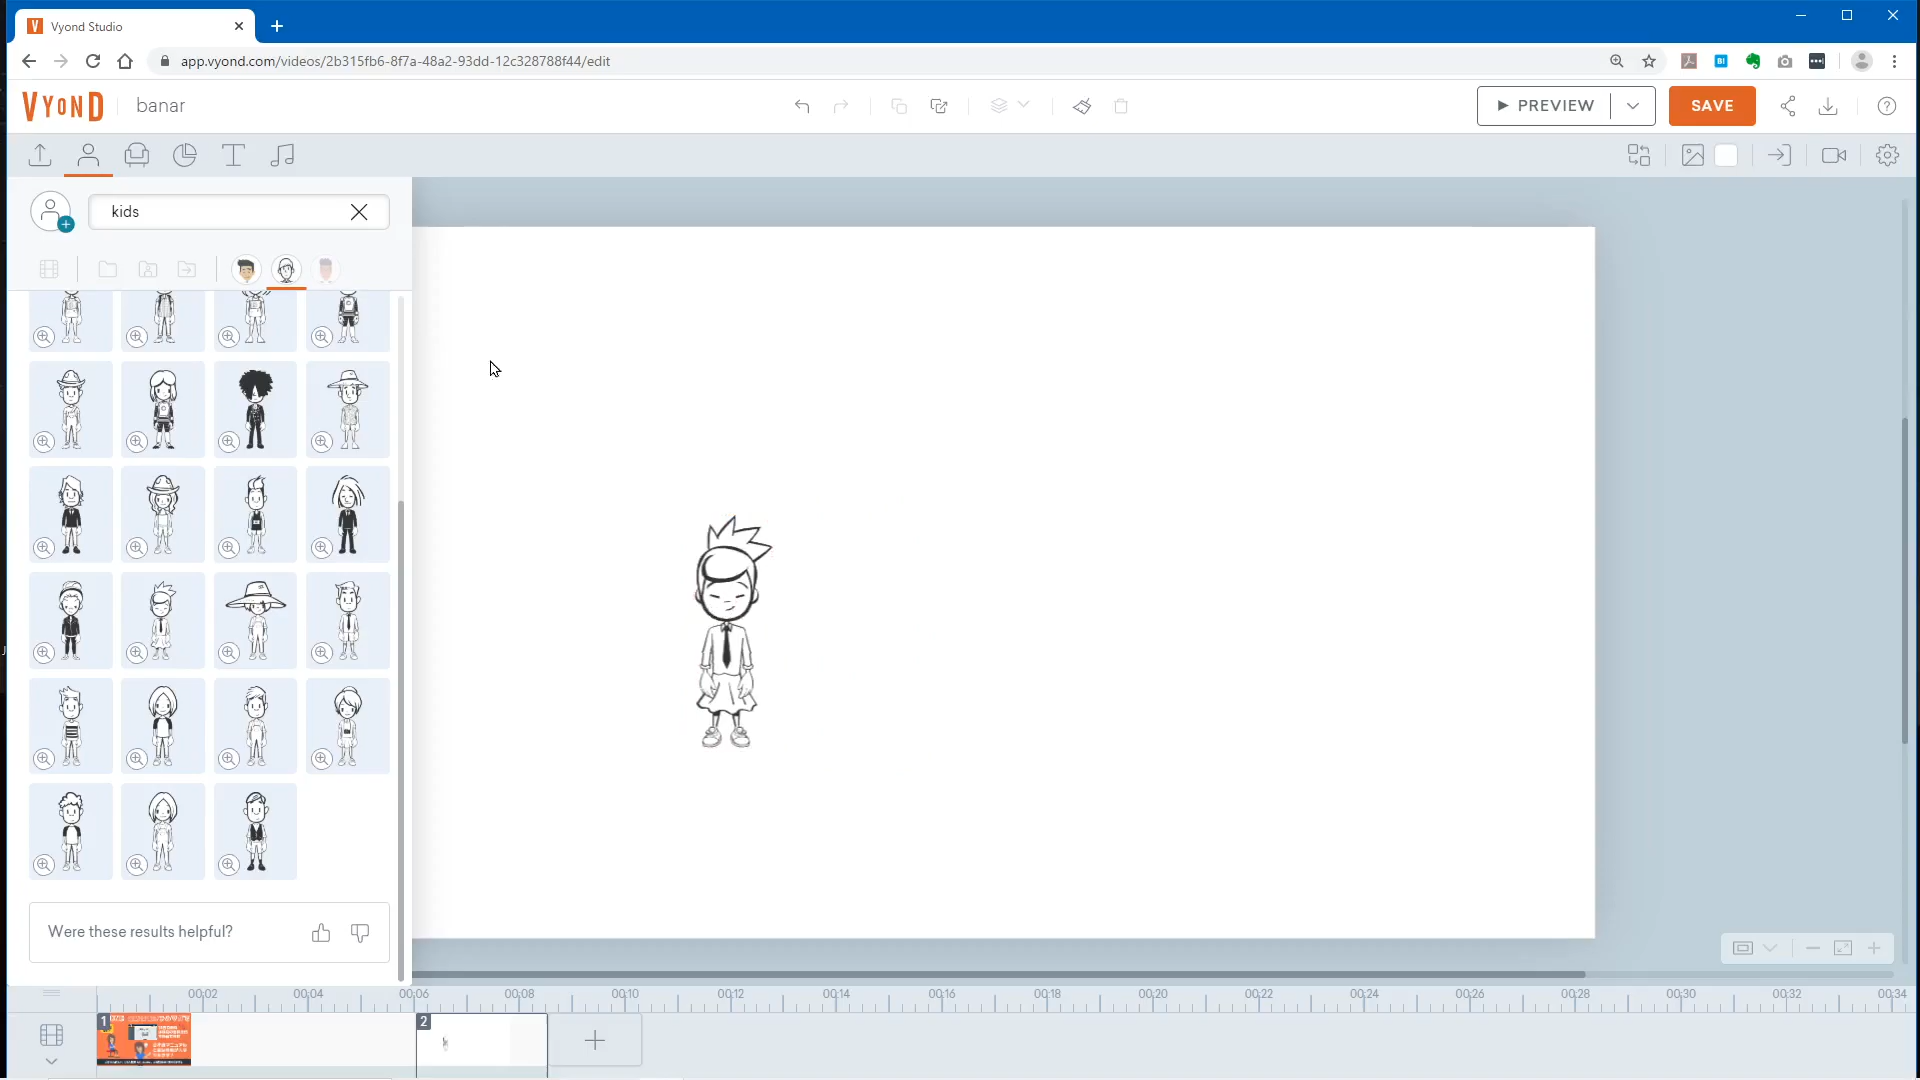 Vyond Studio
app.vyond.com/videos/2b315fb6-8f7a-48a2-93dd-12c328788f44/edit
VYOND
banar
PREVIEW
SAVE
kids
Were these results helpful?
00:02 00:04 00:06 00:08 00:10 00:12 00:14 00:16 00:18 00:20 00:22 00:24 00:26 00:28 00:30 00:32 00:34
1
2